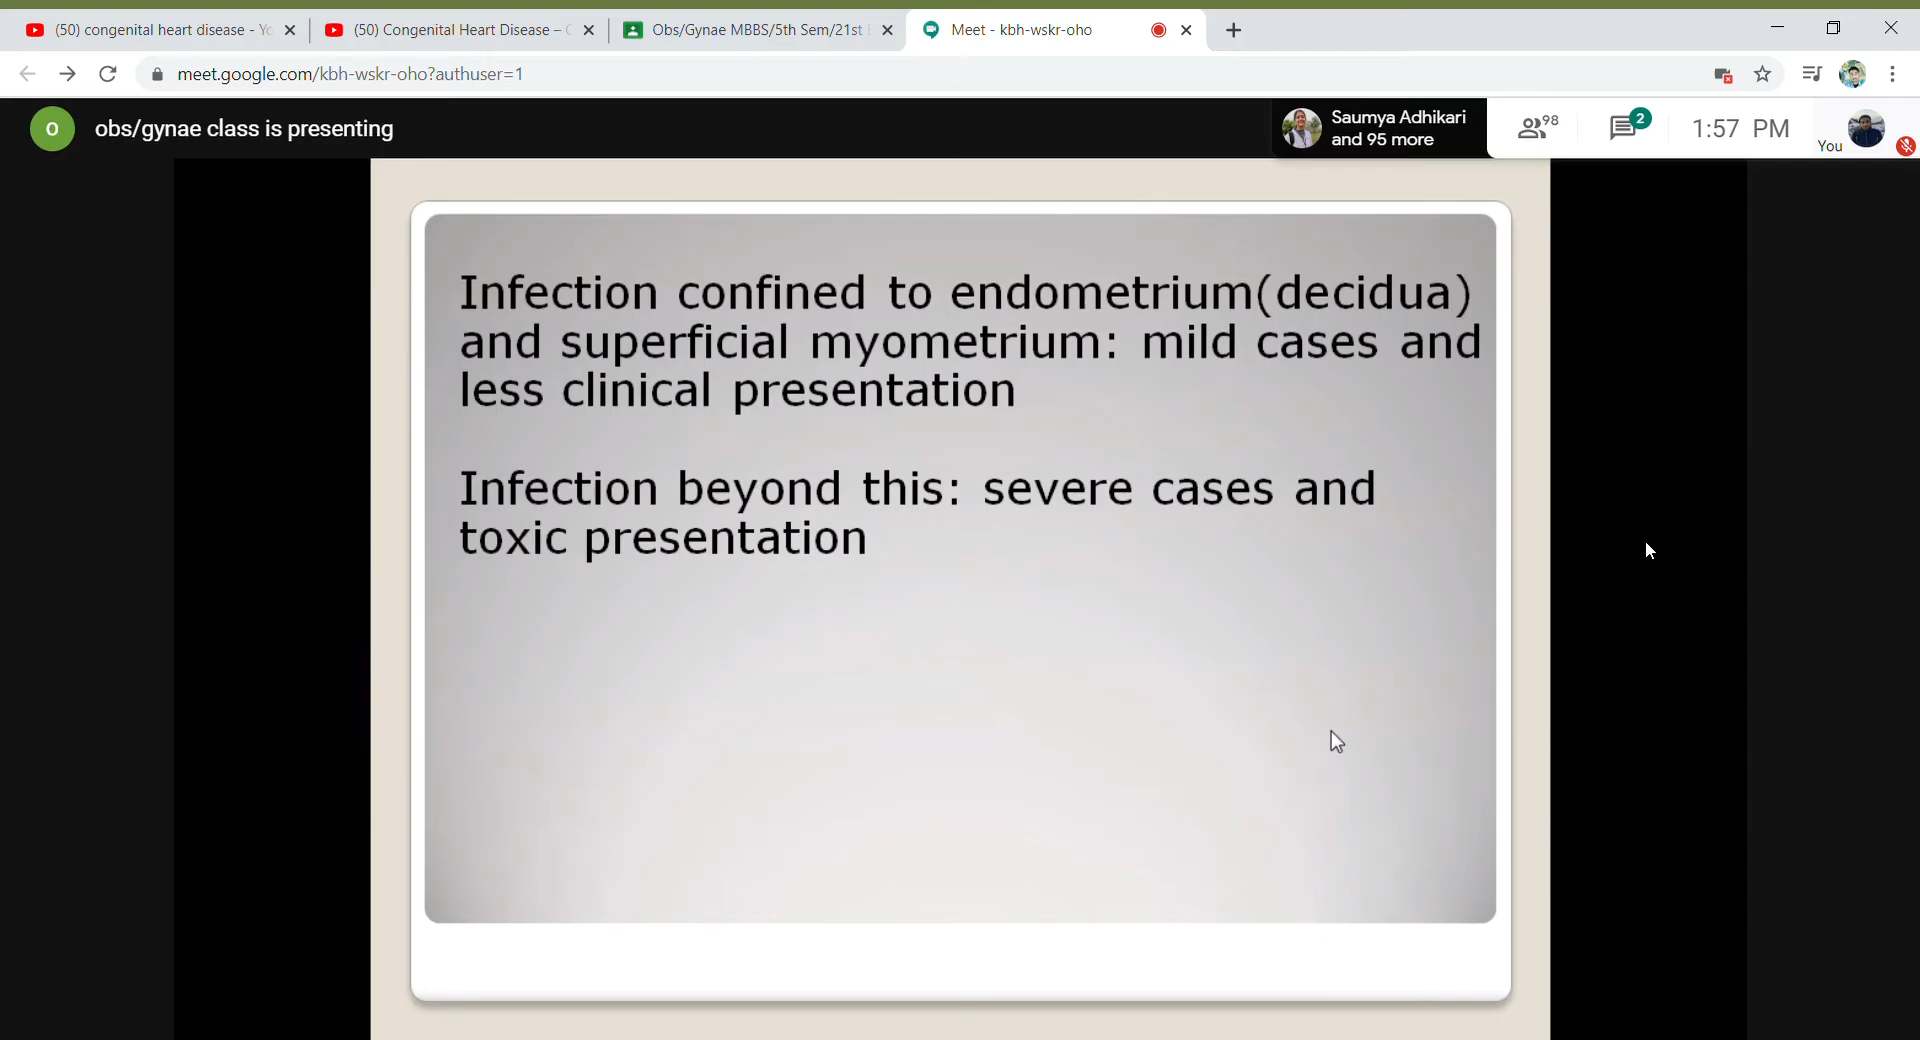 (50) congenital heart disease - Yo
(50) Congenital Heart Disease –
Obs/Gynae MBBS/5th Sem/21st
Meet - kbh-wskr-oho
meet.google.com/kbh-wskr-oho?authuser=1
O
obs/gynae class is presenting
Saumya Adhikari
and 95 more
98
2
1:57 PM
You
Infection confined to endometrium(decidua)
and superficial myometrium: mild cases and
less clinical presentation
Infection beyond this: severe cases and
toxic presentation